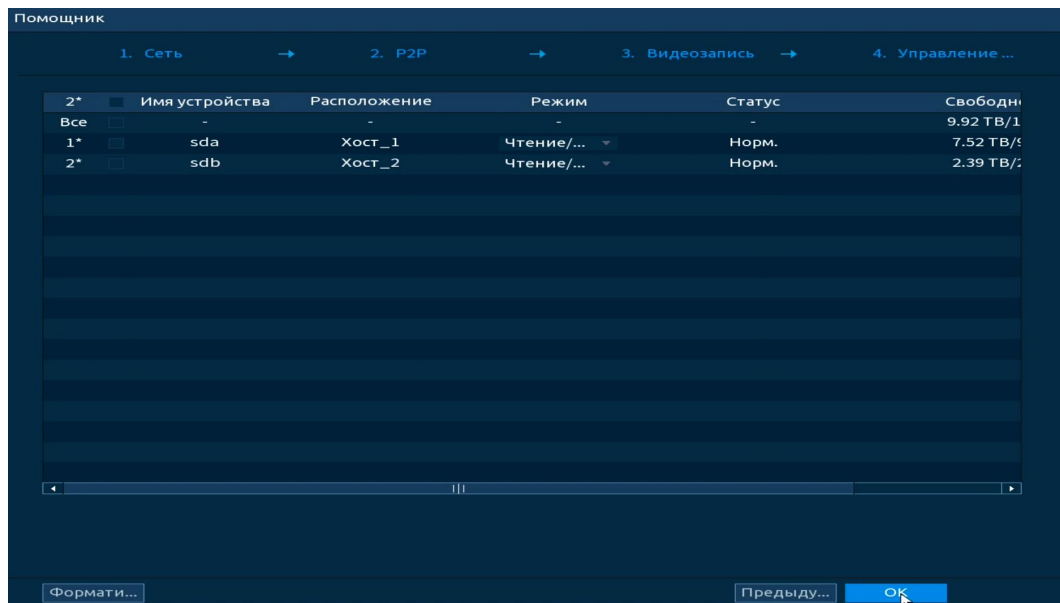 Помощник
1. Сеть → 2. P2P → 3. Видеозапись → 4. Управление ...
2* Имя устройства Расположение Режим Статус Свободн
Все - - - - 9.92 TB/1
1* sda Хост_1 Чтение/... Норм. 7.52 TB/9
2* sdb Хост_2 Чтение/... Норм. 2.39 TB/2
Формати... Предыду... OK